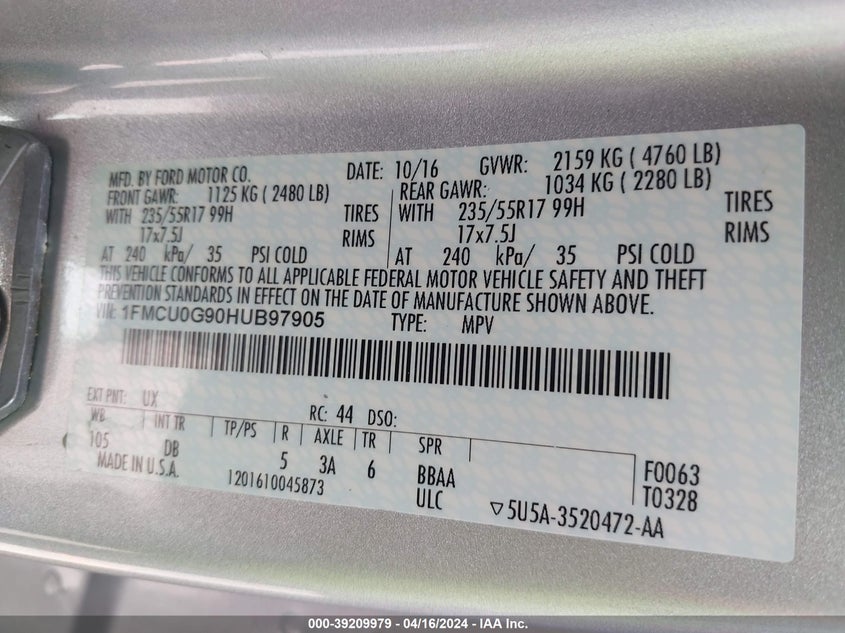 MFD. BY FORD MOTOR CO. DATE: 10/16 GVWR: 2159 KG ( 4760 LB)
FRONT GAWR: 1125 KG ( 2480 LB) REAR GAWR: 1034 KG ( 2280 LB)
WITH 235/55R17 99H TIRES WITH 235/55R17 99H TIRES
17x7.5J RIMS 17x7.5J RIMS
AT 240 kPa/ 35 PSI COLD AT 240 kPa/ 35 PSI COLD
THIS VEHICLE CONFORMS TO ALL APPLICABLE FEDERAL MOTOR VEHICLE SAFETY AND THEFT
PREVENTION STANDARDS IN EFFECT ON THE DATE OF MANUFACTURE SHOWN ABOVE.
VIN: 1FMCU0G90HUB97905 TYPE: MPV
EXT PNT: UX RC: 44 DSO:
WB INT TR TP/PS R AXLE TR SPR
105 DB 5 3A 6 BBAA F0063
MADE IN U.S.A. 1201610045873 ULC T0328
▽5U5A-3520472-AA
000-39209979 - 04/16/2024 - IAA Inc.